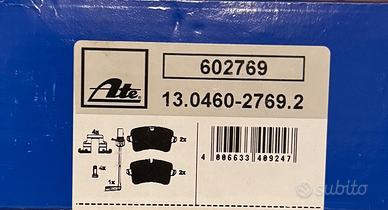 Ate
602769
13.0460-2769.2
4x
2x
1x
2x
4 006633 409247
subito